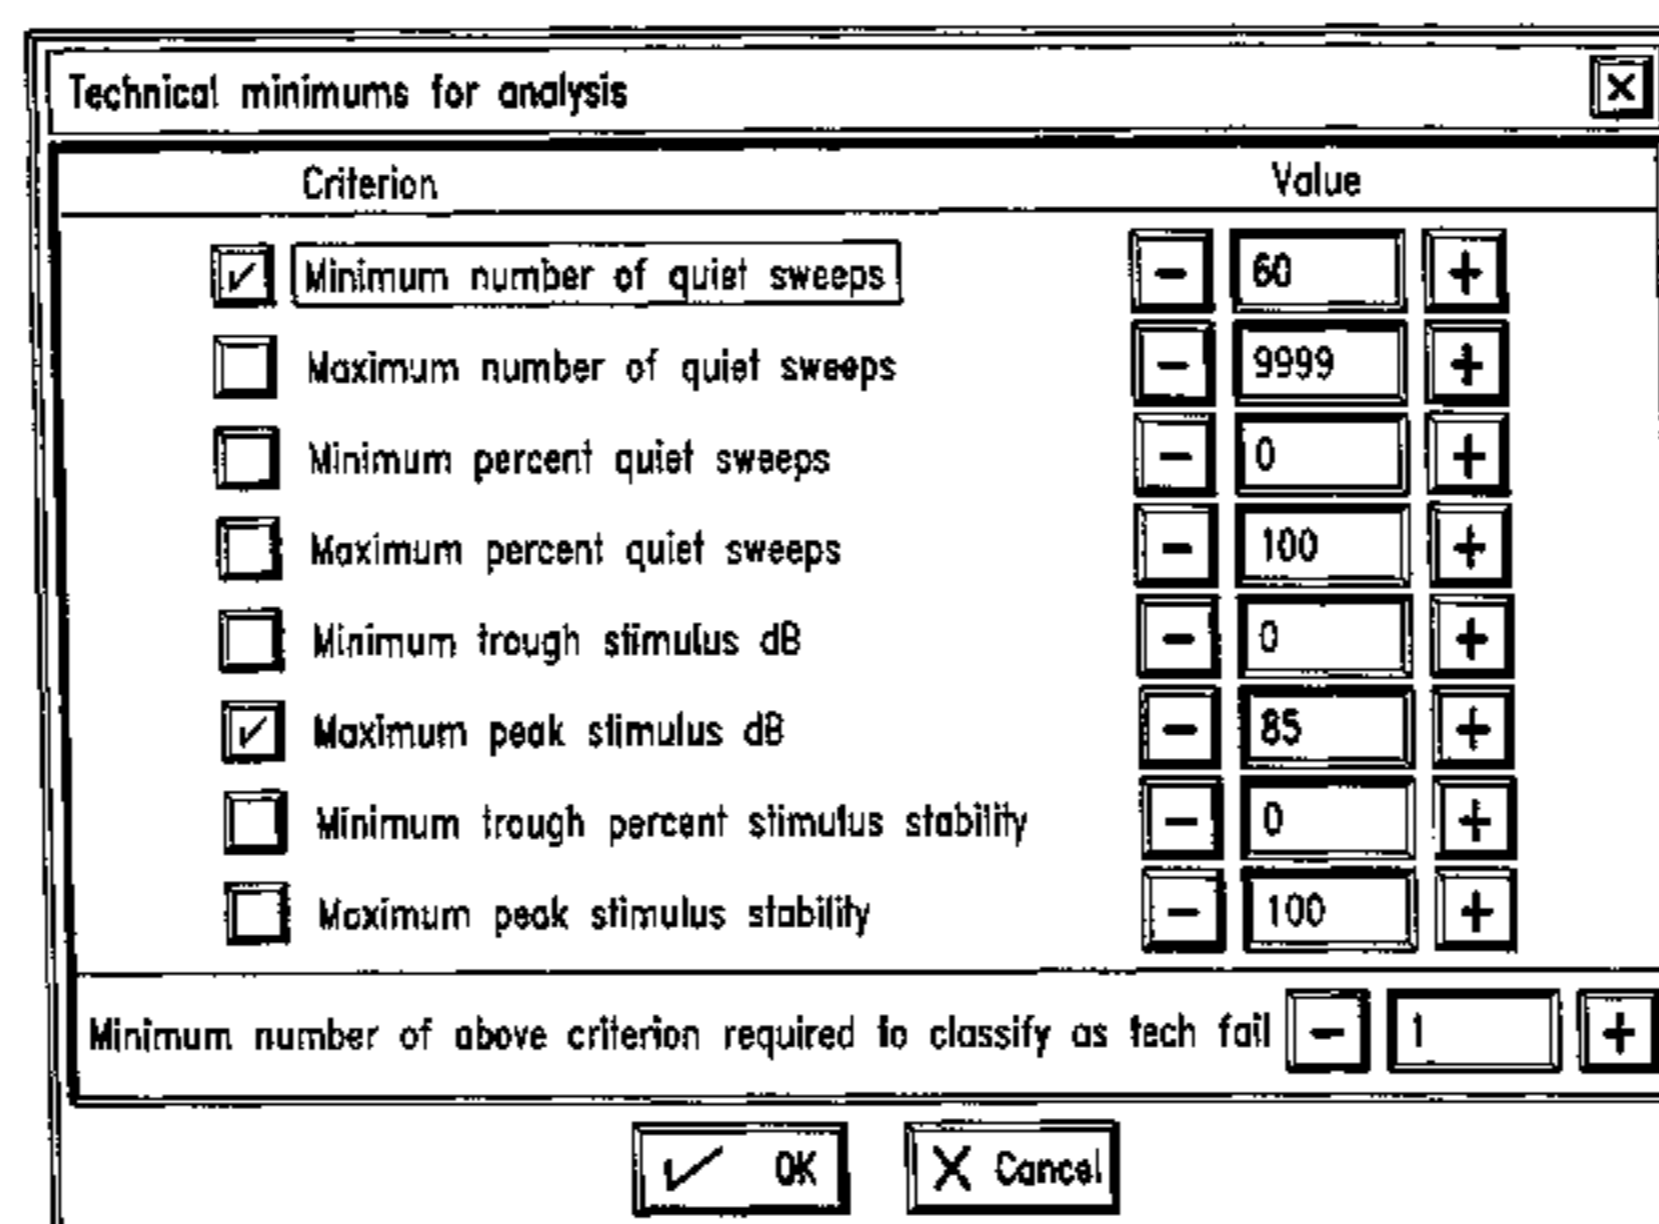 Technical minimums for analysis
Criterion Value
Minimum number of quiet sweeps - 60 +
Maximum number of quiet sweeps - 9999 +
Minimum percent quiet sweeps - 0 +
Maximum percent quiet sweeps - 100 +
Minimum trough stimulus dB - 0 +
Maximum peak stimulus dB - 85 +
Minimum trough percent stimulus stability - 0 +
Maximum peak stimulus stability - 100 +
Minimum number of above criterion required to classify as tech fail - 1 +
OK Cancel